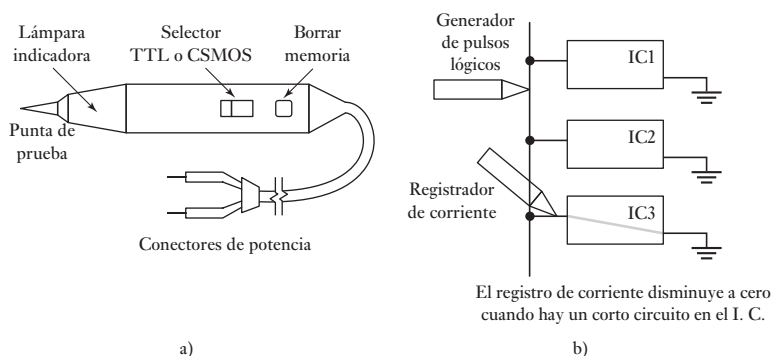 Lámpara
indicadora
Selector
TTL o CSMOS
Borrar
memoria
Punta de
prueba
Conectores de potencia
a)
Generador
de pulsos
lógicos
IC1
IC2
Registrador
de corriente
IC3
El registro de corriente disminuye a cero
cuando hay un corto circuito en el I. C.
b)